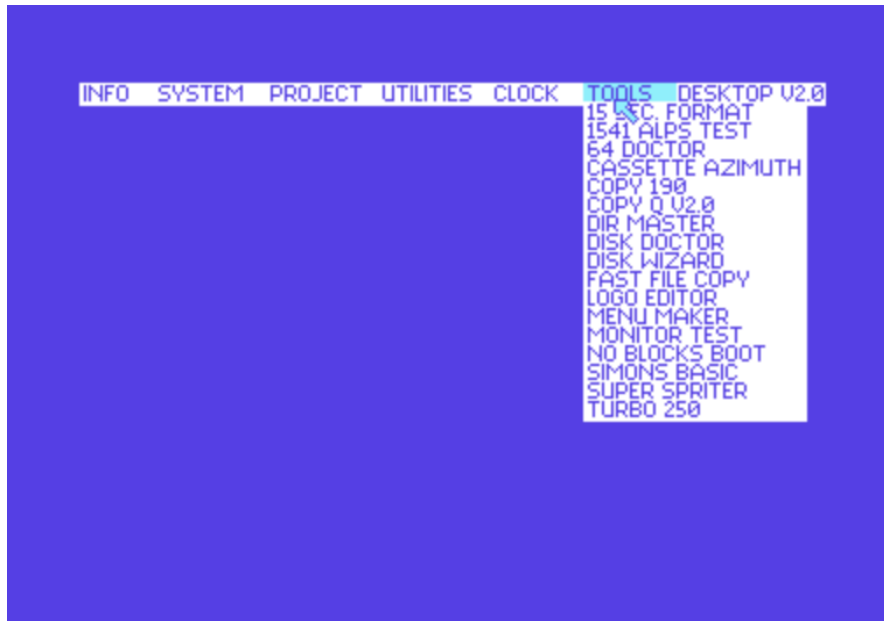 INFO SYSTEM PROJECT UTILITIES CLOCK TOOLS DESKTOP V2.0
15 SEC. FORMAT
1541 ALPS TEST
64 DOCTOR
CASSETTE AZIMUTH
COPY 190
COPY Q V2.0
DIR MASTER
DISK DOCTOR
DISK WIZARD
FAST FILE COPY
LOGO EDITOR
MENU MAKER
MONITOR TEST
NO BLOCKS BOOT
SIMONS BASIC
SUPER SPRITER
TURBO 250